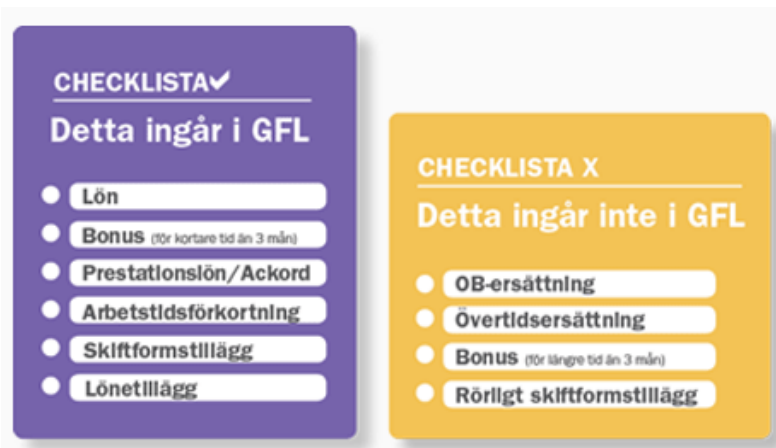 CHECKLISTA✔
Detta ingår i GFL
Lön
Bonus (för kortare tid än 3 mån)
Prestationslön/Ackord
Arbetstidsförkortning
Skiftformstillägg
Lönetillägg
CHECKLISTA X
Detta ingår inte i GFL
OB-ersättning
Övertidsersättning
Bonus (för längre tid än 3 mån)
Rörligt skiftformstillägg